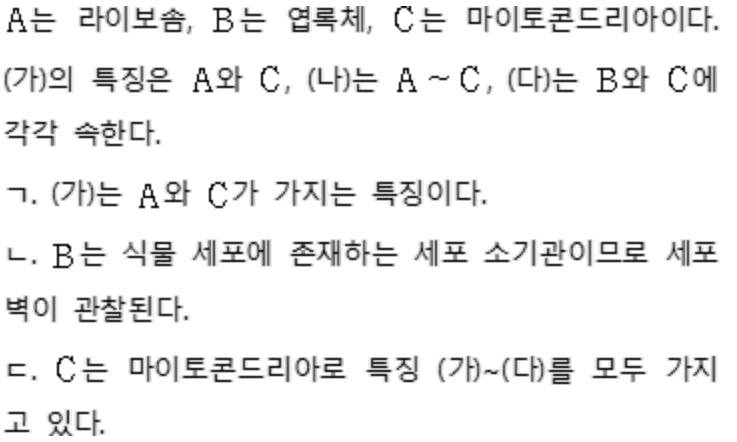 A는 라이보솜, B는 엽록체, C는 마이토콘드리아이다.
(가)의 특징은 A와 C, (나)는 A ~ C, (다)는 B와 C에
각각 속한다.
ㄱ. (가)는 A와 C가 가지는 특징이다.
ㄴ. B는 식물 세포에 존재하는 세포 소기관이므로 세포
벽이 관찰된다.
ㄷ. C는 마이토콘드리아로 특징 (가)~(다)를 모두 가지
고 있다.